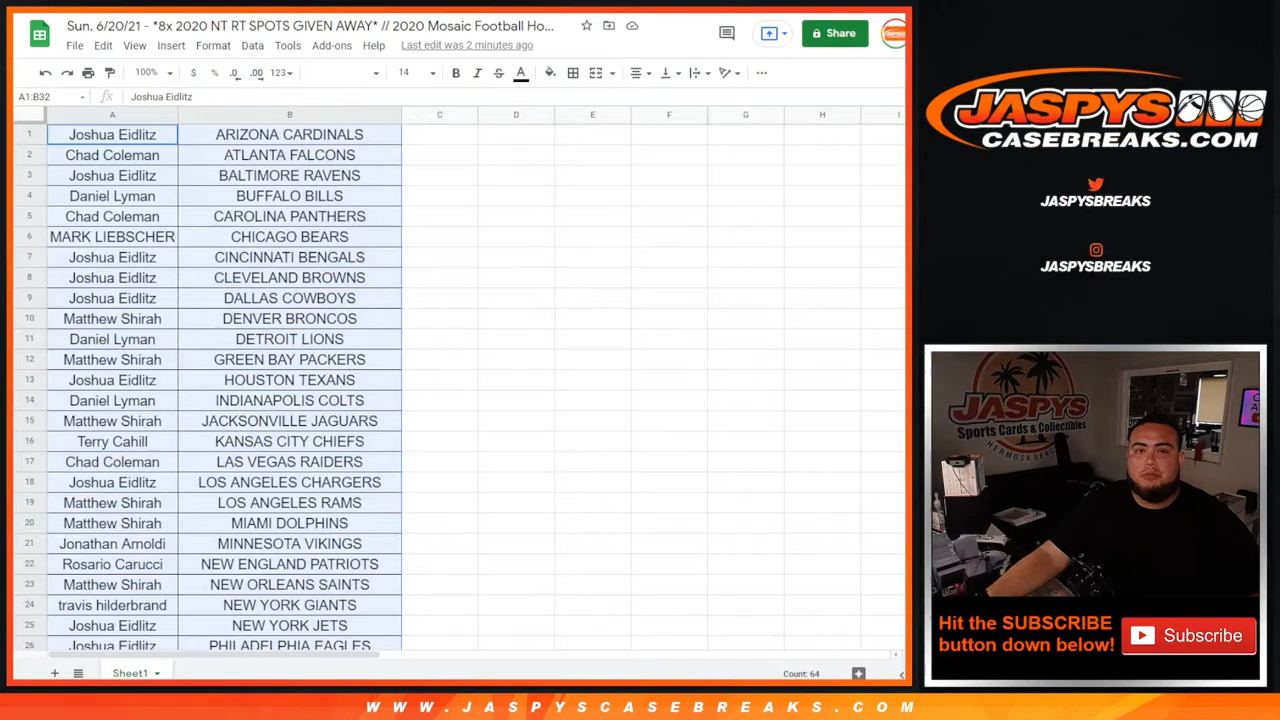 Sun. 6/20/21 - *8x 2020 NT RT SPOTS GIVEN AWAY* // 2020 Mosaic Football Ho...
File Edit View Insert Format Data Tools Add-ons Help Last edit was 2 minutes ago
Share
100% $ % .0 .00 123 14 B I S A
A1:B32 fx Joshua Eidlitz
A B C D E F G H I
1 Joshua Eidlitz ARIZONA CARDINALS
2 Chad Coleman ATLANTA FALCONS
3 Joshua Eidlitz BALTIMORE RAVENS
4 Daniel Lyman BUFFALO BILLS
5 Chad Coleman CAROLINA PANTHERS
6 MARK LIEBSCHER CHICAGO BEARS
7 Joshua Eidlitz CINCINNATI BENGALS
8 Joshua Eidlitz CLEVELAND BROWNS
9 Joshua Eidlitz DALLAS COWBOYS
10 Matthew Shirah DENVER BRONCOS
11 Daniel Lyman DETROIT LIONS
12 Matthew Shirah GREEN BAY PACKERS
13 Joshua Eidlitz HOUSTON TEXANS
14 Daniel Lyman INDIANAPOLIS COLTS
15 Matthew Shirah JACKSONVILLE JAGUARS
16 Terry Cahill KANSAS CITY CHIEFS
17 Chad Coleman LAS VEGAS RAIDERS
18 Joshua Eidlitz LOS ANGELES CHARGERS
19 Matthew Shirah LOS ANGELES RAMS
20 Matthew Shirah MIAMI DOLPHINS
21 Jonathan Arnoldi MINNESOTA VIKINGS
22 Rosario Carucci NEW ENGLAND PATRIOTS
23 Matthew Shirah NEW ORLEANS SAINTS
24 travis hilderbrand NEW YORK GIANTS
25 Joshua Eidlitz NEW YORK JETS
26 Joshua Eidlitz PHILADELPHIA EAGLES
Sheet1 Count: 64
JASPYS
CASEBREAKS.COM
JASPYSBREAKS
JASPYSBREAKS
JASPYS
Sports Cards & Collectibles
HERMOSA BEACH
Hit the SUBSCRIBE
button down below!
Subscribe
WWW.JASPYSCASEBREAKS.COM